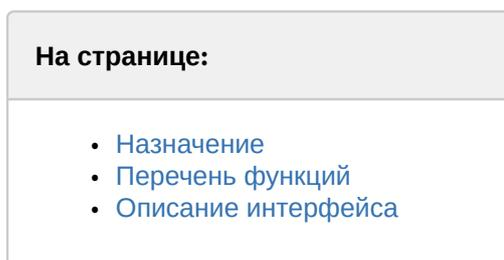 На странице:
Назначение
Перечень функций
Описание интерфейса